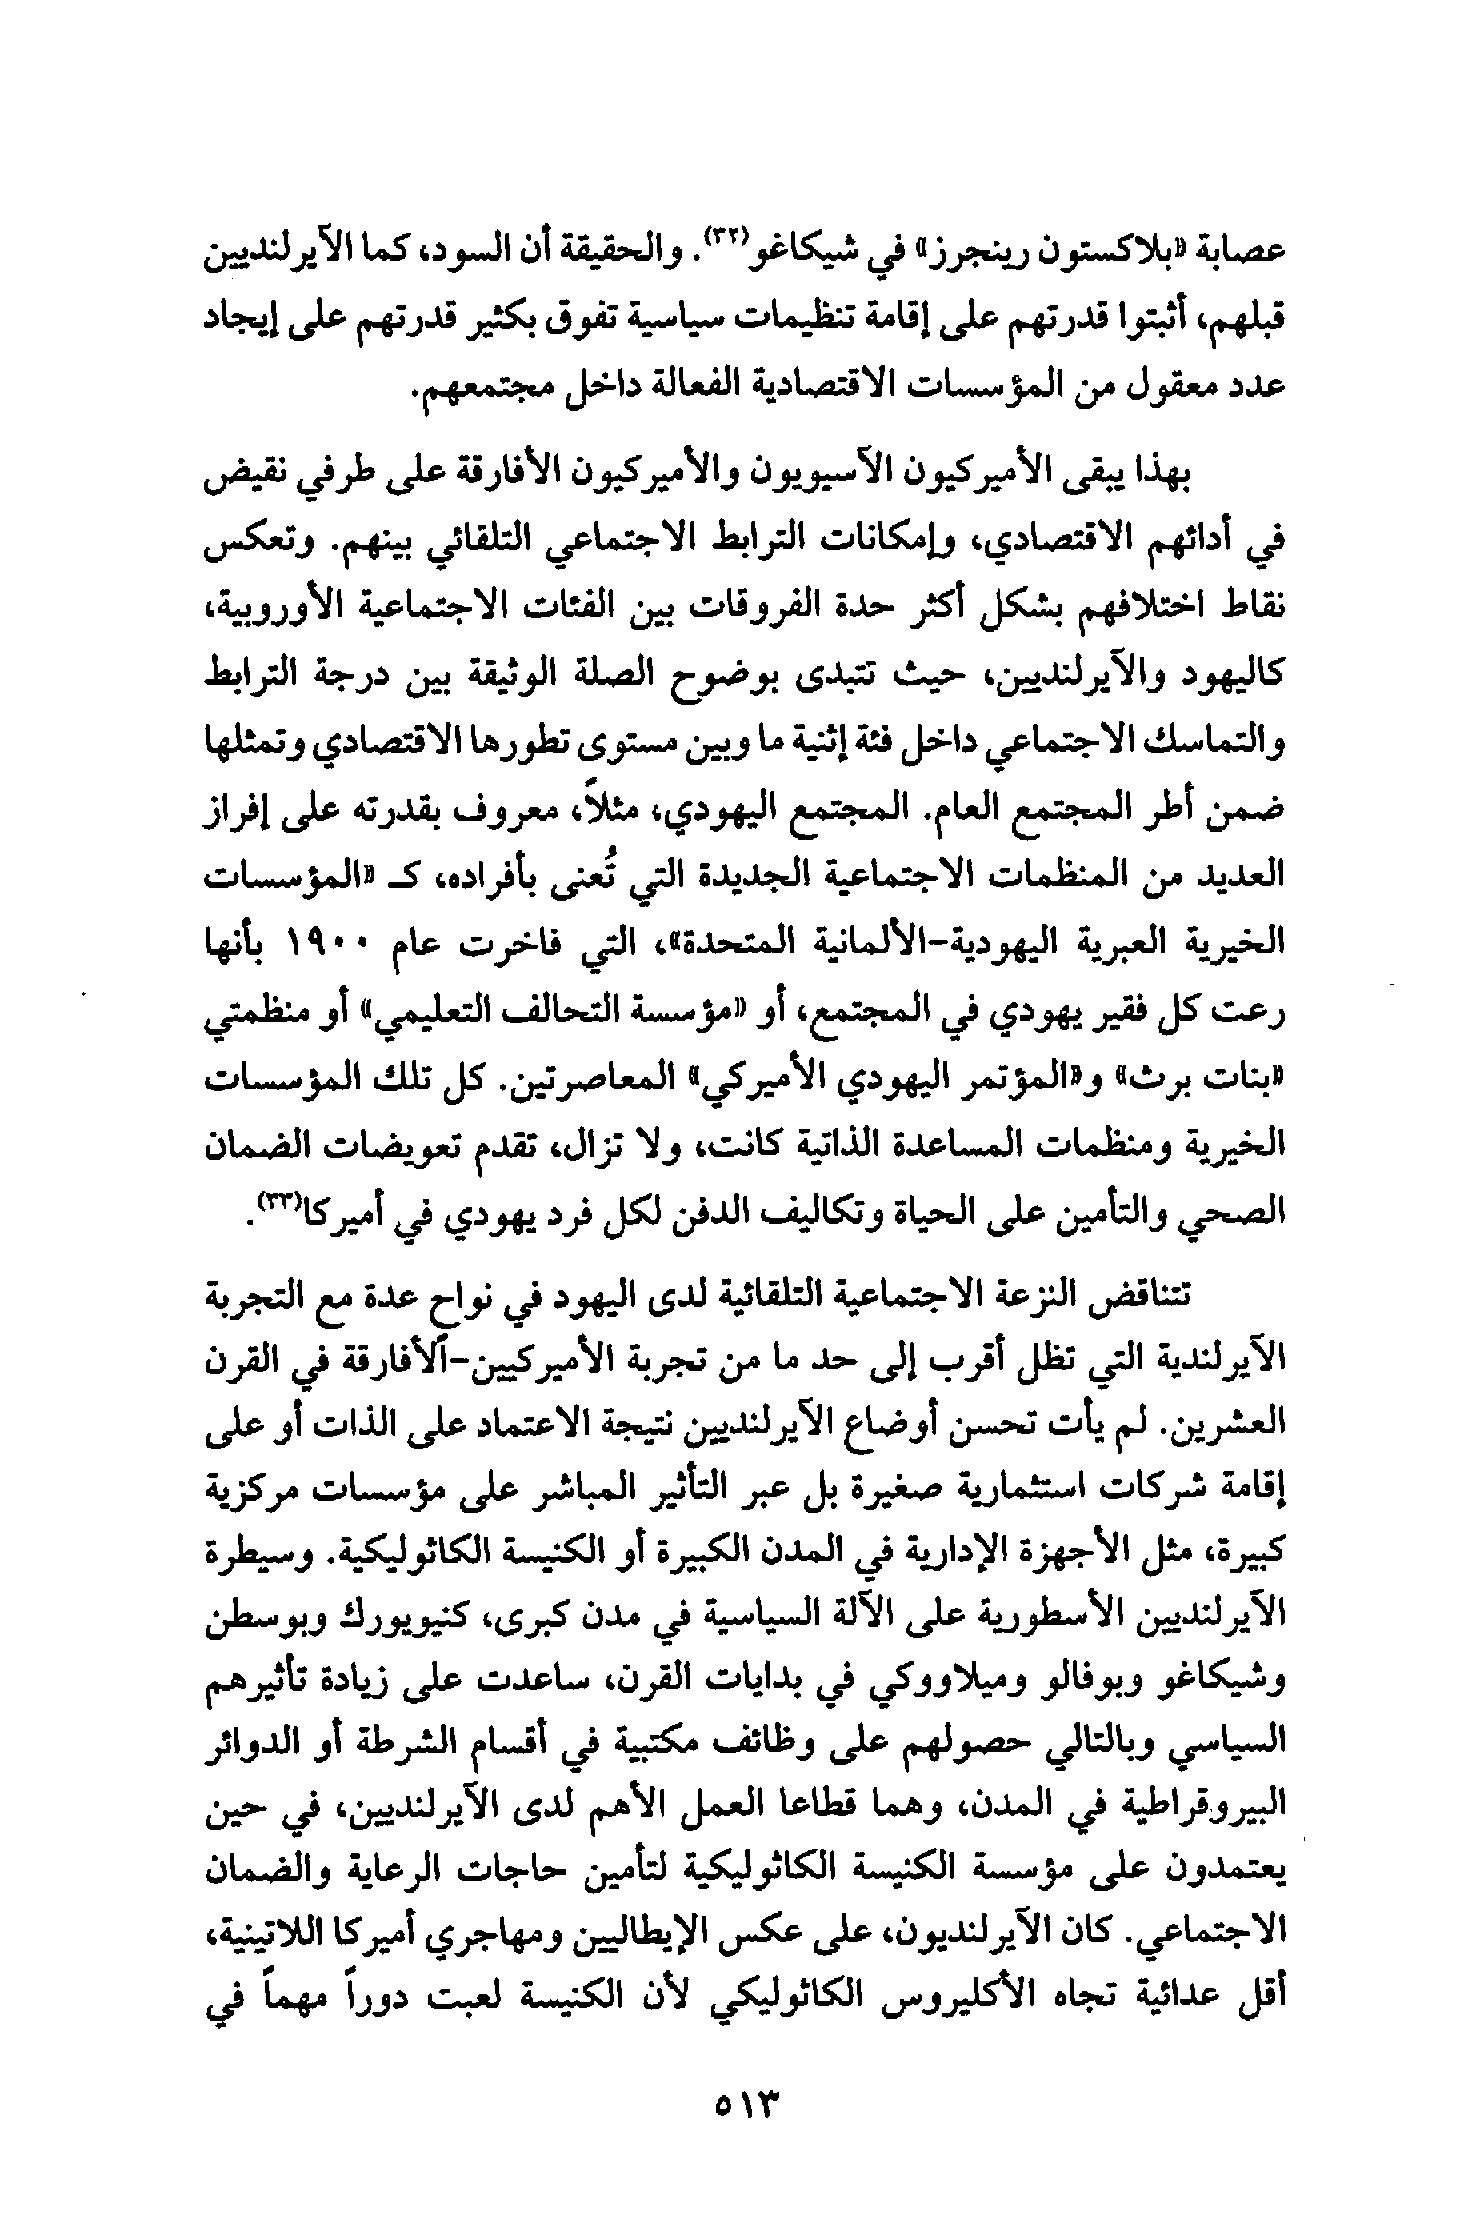 عصابة «بلاكستون رينجرز» في شيكاغو(٣٢). والحقيقة أن السود، كما الآيرلنديين
قبلهم، أثبتوا قدرتهم على إقامة تنظيمات سياسية تفوق بكثير قدرتهم على إيجاد
عدد معقول من المؤسسات الاقتصادية الفعالة داخل مجتمعهم.
بهذا يبقى الأميركيون الآسيويون والأميركيون الأفارقة على طرفي نقيض
في أدائهم الاقتصادي، وإمكانات الترابط الاجتماعي التلقائي بينهم. وتعكس
نقاط اختلافهم بشكل أكثر حدة الفروقات بين الفئات الاجتماعية الأوروبية،
كاليهود والآيرلنديين، حيث تتبدى بوضوح الصلة الوثيقة بين درجة الترابط
والتماسك الاجتماعي داخل فئة إثنية ما وبين مستوى تطورها الاقتصادي وتمثلها
ضمن أطر المجتمع العام. المجتمع اليهودي، مثلاً، معروف بقدرته على إفراز
العديد من المنظمات الاجتماعية الجديدة التي تُعنى بأفراده، كـ «المؤسسات
الخيرية العبرية اليهودية-الألمانية المتحدة»، التي فاخرت عام ١٩٠٠ بأنها
رعت كل فقير يهودي في المجتمع، أو «مؤسسة التحالف التعليمي» أو منظمتي
«بنات برث» و«المؤتمر اليهودي الأميركي» المعاصرتين. كل تلك المؤسسات
الخيرية ومنظمات المساعدة الذاتية كانت، ولا تزال، تقدم تعويضات الضمان
الصحي والتأمين على الحياة وتكاليف الدفن لكل فرد يهودي في أميركا(٣٣).
تتناقض النزعة الاجتماعية التلقائية لدى اليهود في نواح عدة مع التجربة
الآيرلندية التي تظل أقرب إلى حد ما من تجربة الأميركيين-الأفارقة في القرن
العشرين. لم يأت تحسن أوضاع الآيرلنديين نتيجة الاعتماد على الذات أو على
إقامة شركات استثمارية صغيرة بل عبر التأثير المباشر على مؤسسات مركزية
كبيرة، مثل الأجهزة الإدارية في المدن الكبيرة أو الكنيسة الكاثوليكية. وسيطرة
الآيرلنديين الأسطورية على الآلة السياسية في مدن كبرى، كنيويورك وبوسطن
وشيكاغو وبوفالو وميلاووكي في بدايات القرن، ساعدت على زيادة تأثيرهم
السياسي وبالتالي حصولهم على وظائف مكتبية في أقسام الشرطة أو الدوائر
البيروقراطية في المدن، وهما قطاعا العمل الأهم لدى الآيرلنديين، في حين
يعتمدون على مؤسسة الكنيسة الكاثوليكية لتأمين حاجات الرعاية والضمان
الاجتماعي. كان الآيرلنديون، على عكس الإيطاليين ومهاجري أميركا اللاتينية،
أقل عدائية تجاه الأكليروس الكاثوليكي لأن الكنيسة لعبت دوراً مهماً في
٥١٣